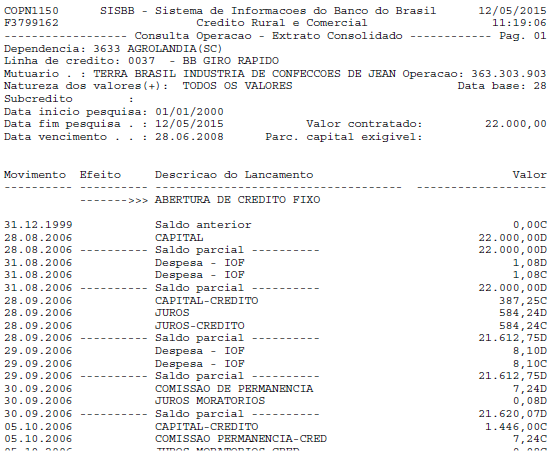 COPN1150 SISBB - Sistema de Informacoes do Banco do Brasil 12/05/2015
F3799162 Credito Rural e Comercial 11:19:06
------------------ Consulta Operacao - Extrato Consolidado ------------ Pag. 01
Dependencia: 3633 AGROLANDIA(SC)
Linha de credito: 0037 - BB GIRO RAPIDO
Mutuario . : TERRA BRASIL INDUSTRIA DE CONFECCOES DE JEAN Operacao: 363.303.903
Natureza dos valores(+): TODOS OS VALORES Data base: 28
Subcredito :
Data inicio pesquisa: 01/01/2000
Data fim pesquisa . : 12/05/2015 Valor contratado: 22.000,00
Data vencimento . . : 28.06.2008 Parc. capital exigivel:
Movimento Efeito Descricao do Lancamento Valor
---------- ---------- ------------------------------------ -------------------
------->>> ABERTURA DE CREDITO FIXO
31.12.1999 Saldo anterior 0,00C
28.08.2006 CAPITAL 22.000,00D
28.08.2006 ---------- Saldo parcial ---------- 22.000,00D
31.08.2006 Despesa - IOF 1,08D
31.08.2006 Despesa - IOF 1,08C
31.08.2006 ---------- Saldo parcial ---------- 22.000,00D
28.09.2006 CAPITAL-CREDITO 387,25C
28.09.2006 JUROS 584,24D
28.09.2006 JUROS-CREDITO 584,24C
28.09.2006 ---------- Saldo parcial ---------- 21.612,75D
29.09.2006 Despesa - IOF 8,10D
29.09.2006 Despesa - IOF 8,10C
29.09.2006 ---------- Saldo parcial ---------- 21.612,75D
30.09.2006 COMISSAO DE PERMANENCIA 7,24D
30.09.2006 JUROS MORATORIOS 0,08D
30.09.2006 ---------- Saldo parcial ---------- 21.620,07D
05.10.2006 CAPITAL-CREDITO 1.446,00C
05.10.2006 COMISSAO PERMANENCIA-CRED 7,24C